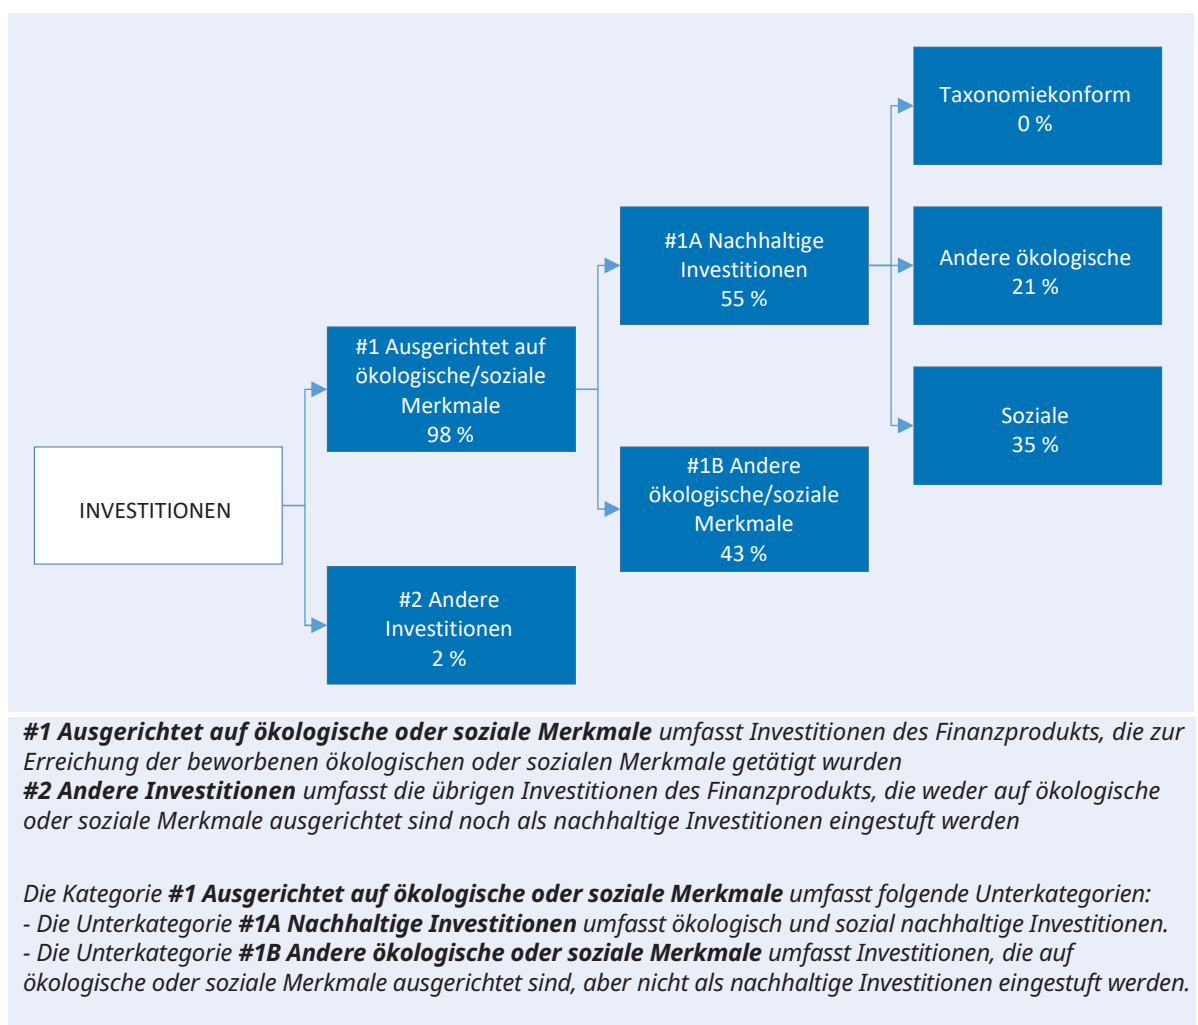 Taxonomiekonform
0 %
#1A Nachhaltige
Investitionen
55 %
Andere ökologische
21 %
#1 Ausgerichtet auf
ökologische/soziale
Merkmale
98 %
Soziale
35 %
INVESTITIONEN
#1B Andere
ökologische/soziale
Merkmale
43 %
#2 Andere
Investitionen
2 %
#1 Ausgerichtet auf ökologische oder soziale Merkmale umfasst Investitionen des Finanzprodukts, die zur
Erreichung der beworbenen ökologischen oder sozialen Merkmale getätigt wurden
#2 Andere Investitionen umfasst die übrigen Investitionen des Finanzprodukts, die weder auf ökologische
oder soziale Merkmale ausgerichtet sind noch als nachhaltige Investitionen eingestuft werden
Die Kategorie #1 Ausgerichtet auf ökologische oder soziale Merkmale umfasst folgende Unterkategorien:
- Die Unterkategorie #1A Nachhaltige Investitionen umfasst ökologisch und sozial nachhaltige Investitionen.
- Die Unterkategorie #1B Andere ökologische oder soziale Merkmale umfasst Investitionen, die auf
ökologische oder soziale Merkmale ausgerichtet sind, aber nicht als nachhaltige Investitionen eingestuft werden.